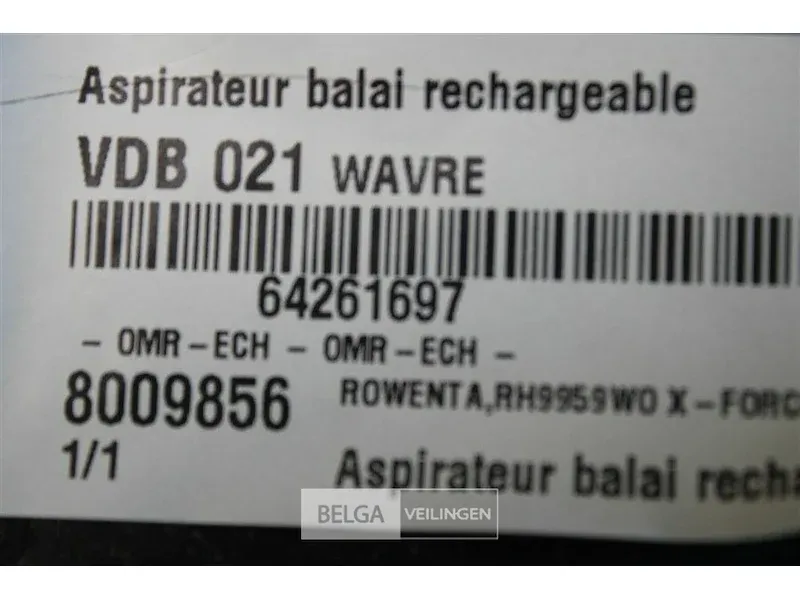 Aspirateur balai rechargeable
VDB 021 WAVRE
64261697
- OMR-ECH - OMR-ECH -
8009856 ROWENTA,RH9959WO X-FORC
1/1 Aspirateur balai recha
BELGA VEILINGEN